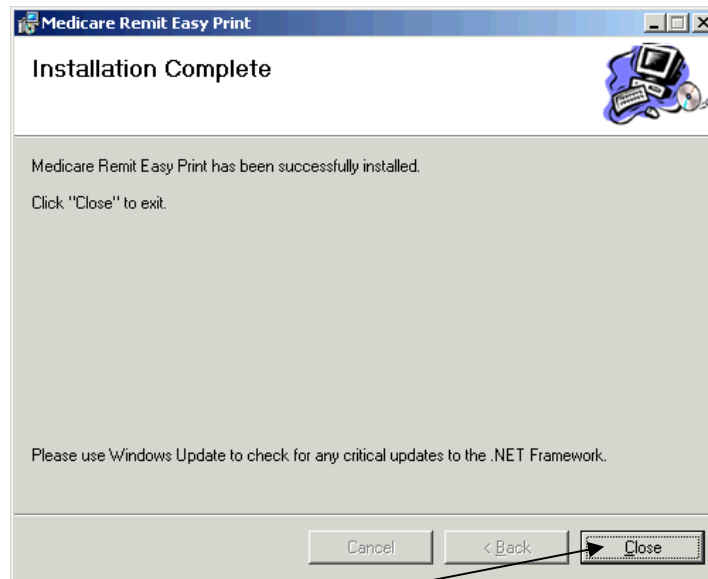 Medicare Remit Easy Print
Installation Complete
Medicare Remit Easy Print has been successfully installed.
Click "Close" to exit.
Please use Windows Update to check for any critical updates to the .NET Framework.
Cancel < Back Close